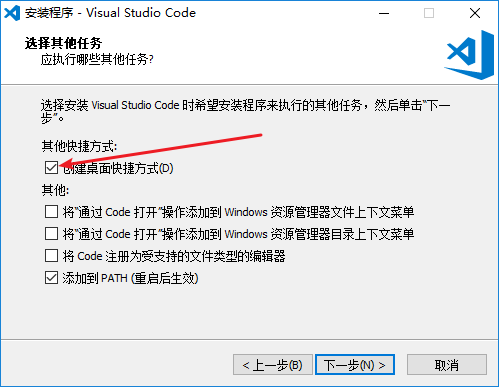 安装程序 - Visual Studio Code
选择其他任务
应执行哪些其他任务?
选择安装 Visual Studio Code 时希望安装程序来执行的其他任务，然后单击“下一
步”。
其他快捷方式:
创建桌面快捷方式(D)
其他:
将“通过 Code 打开”操作添加到 Windows 资源管理器文件上下文菜单
将“通过 Code 打开”操作添加到 Windows 资源管理器目录上下文菜单
将 Code 注册为受支持的文件类型的编辑器
添加到 PATH (重启后生效)
< 上一步(B)
下一步(N) >
取消